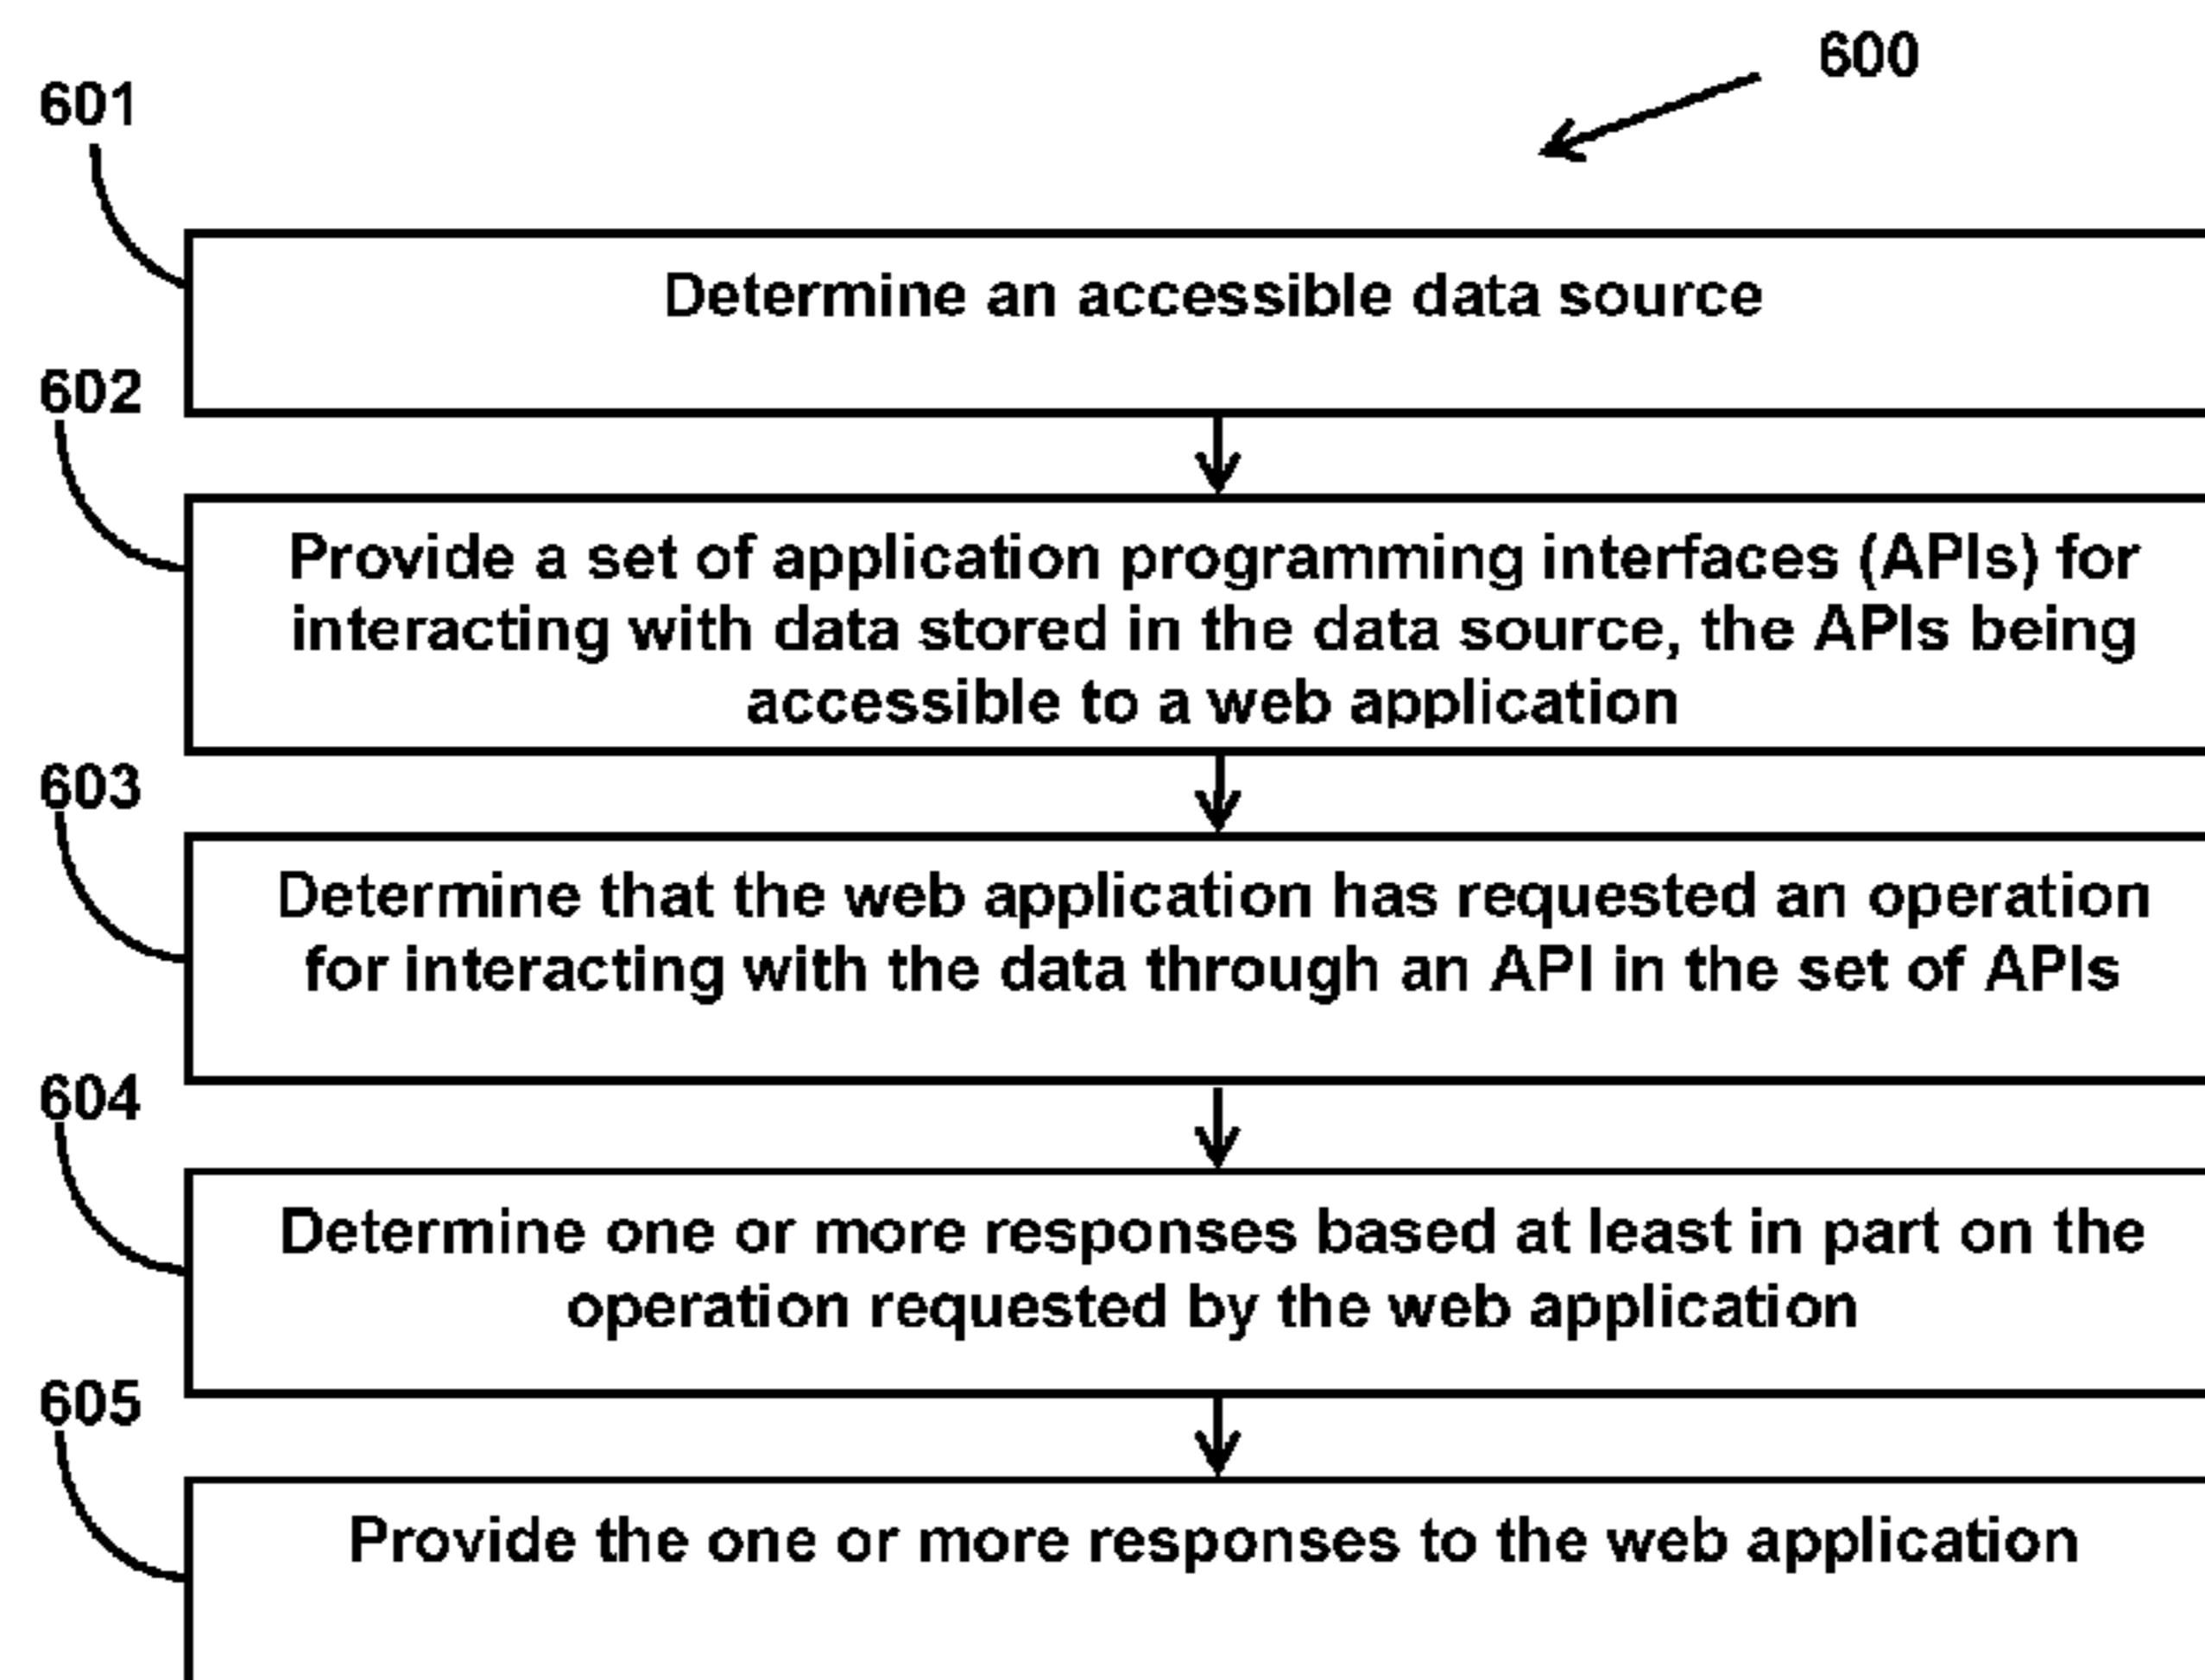 600
601
Determine an accessible data source
602
Provide a set of application programming interfaces (APIs) for
interacting with data stored in the data source, the APIs being
accessible to a web application
603
Determine that the web application has requested an operation
for interacting with the data through an API in the set of APIs
604
Determine one or more responses based at least in part on the
operation requested by the web application
605
Provide the one or more responses to the web application